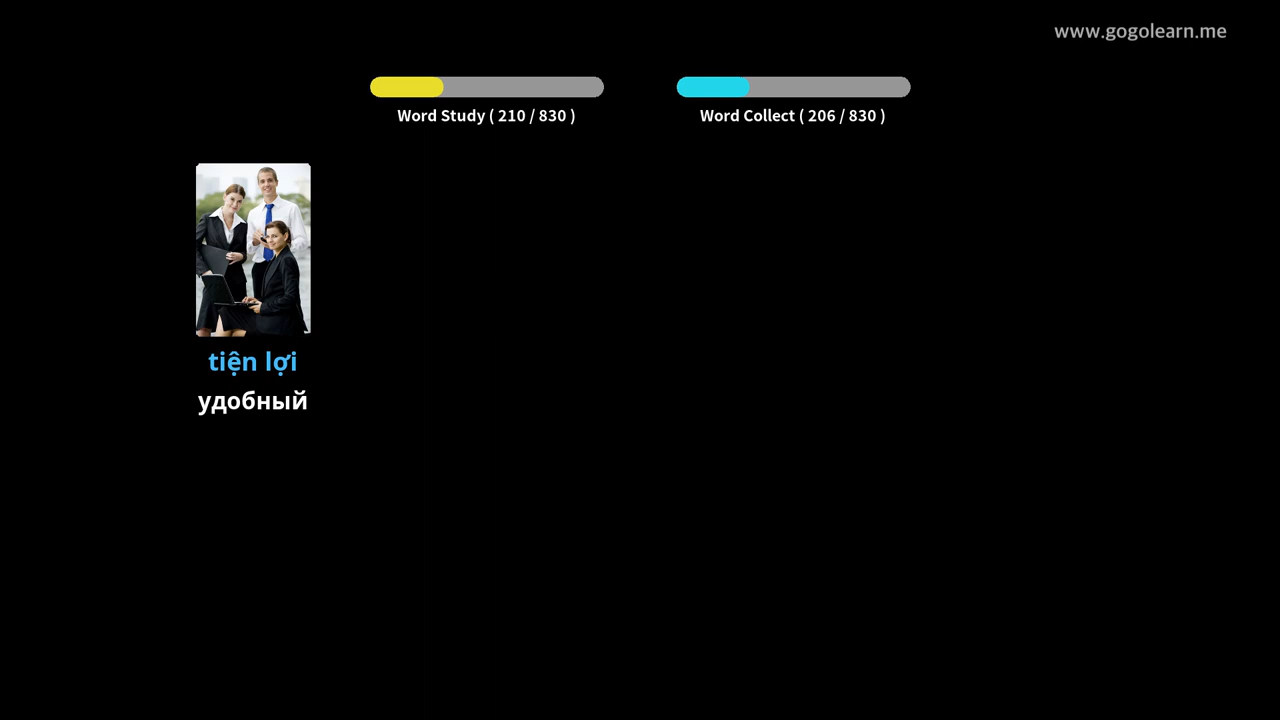 www.gogolearn.me
Word Study ( 210 / 830 )
Word Collect ( 206 / 830 )
tiện lợi
удобный